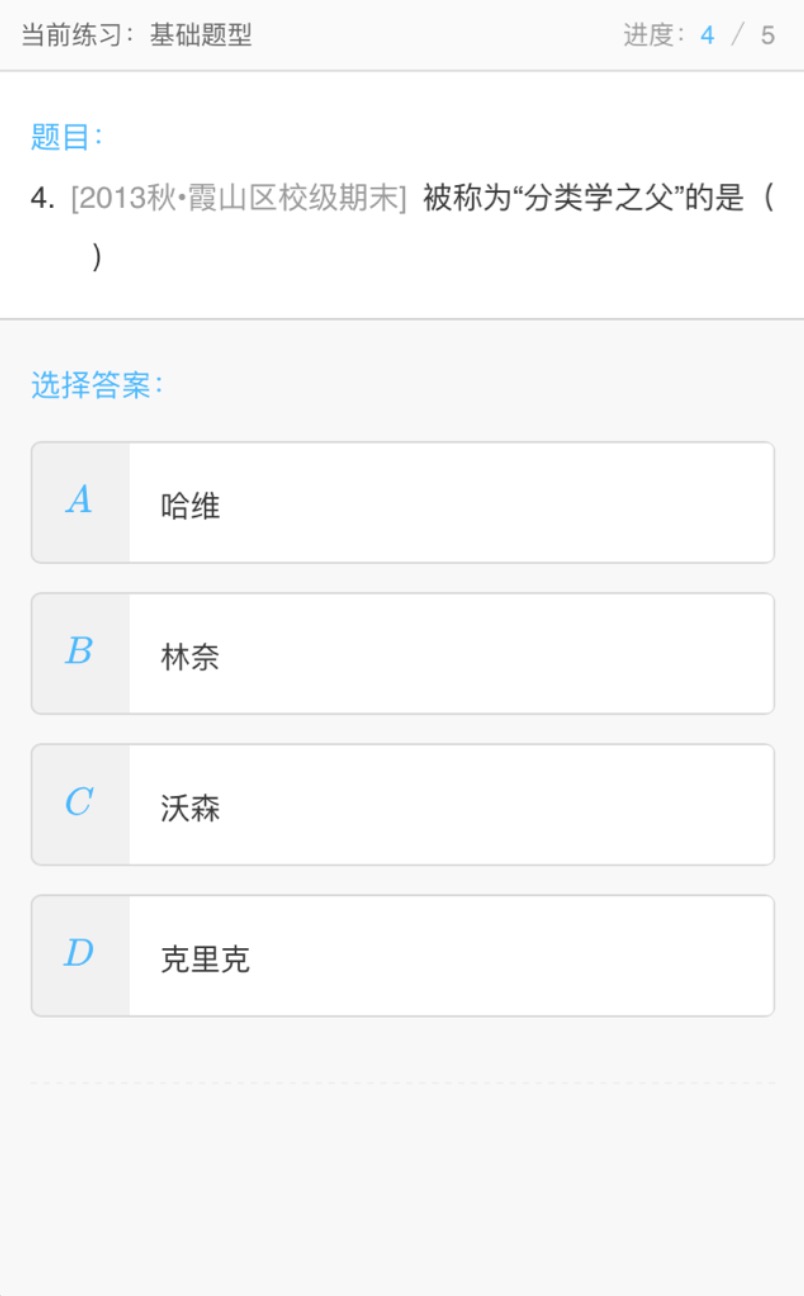 当前练习：基础题型 进度：4 / 5
题目：
4. [2013秋•霞山区校级期末] 被称为“分类学之父”的是（
）
选择答案：
A 哈维
B 林奈
C 沃森
D 克里克